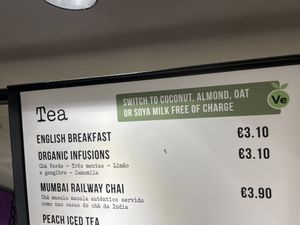 Tea
SWITCH TO COCONUT, ALMOND, OAT
OR SOYA MILK FREE OF CHARGE
Ve
ENGLISH BREAKFAST €3.10
ORGANIC INFUSIONS €3.10
Chá Verde - Três mentas - Limão
e gengibre - Camomila
MUMBAI RAILWAY CHAI €3.90
Chá masala masala autêntico servido
como nas casas de chá da India
PEACH ICED TEA